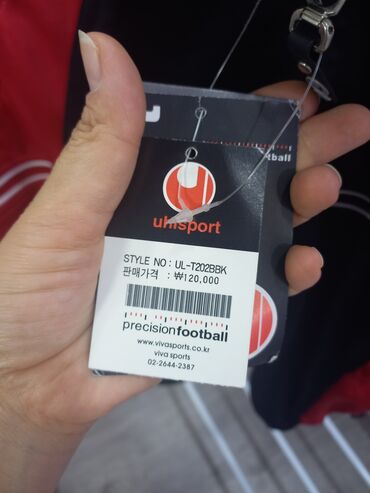 otball
uhlsport
STYLE NO : UL-T202BBK
판매가격 : ₩120,000
precisionfootball
www.vivasports.co.kr
viva sports
02-2644-2387